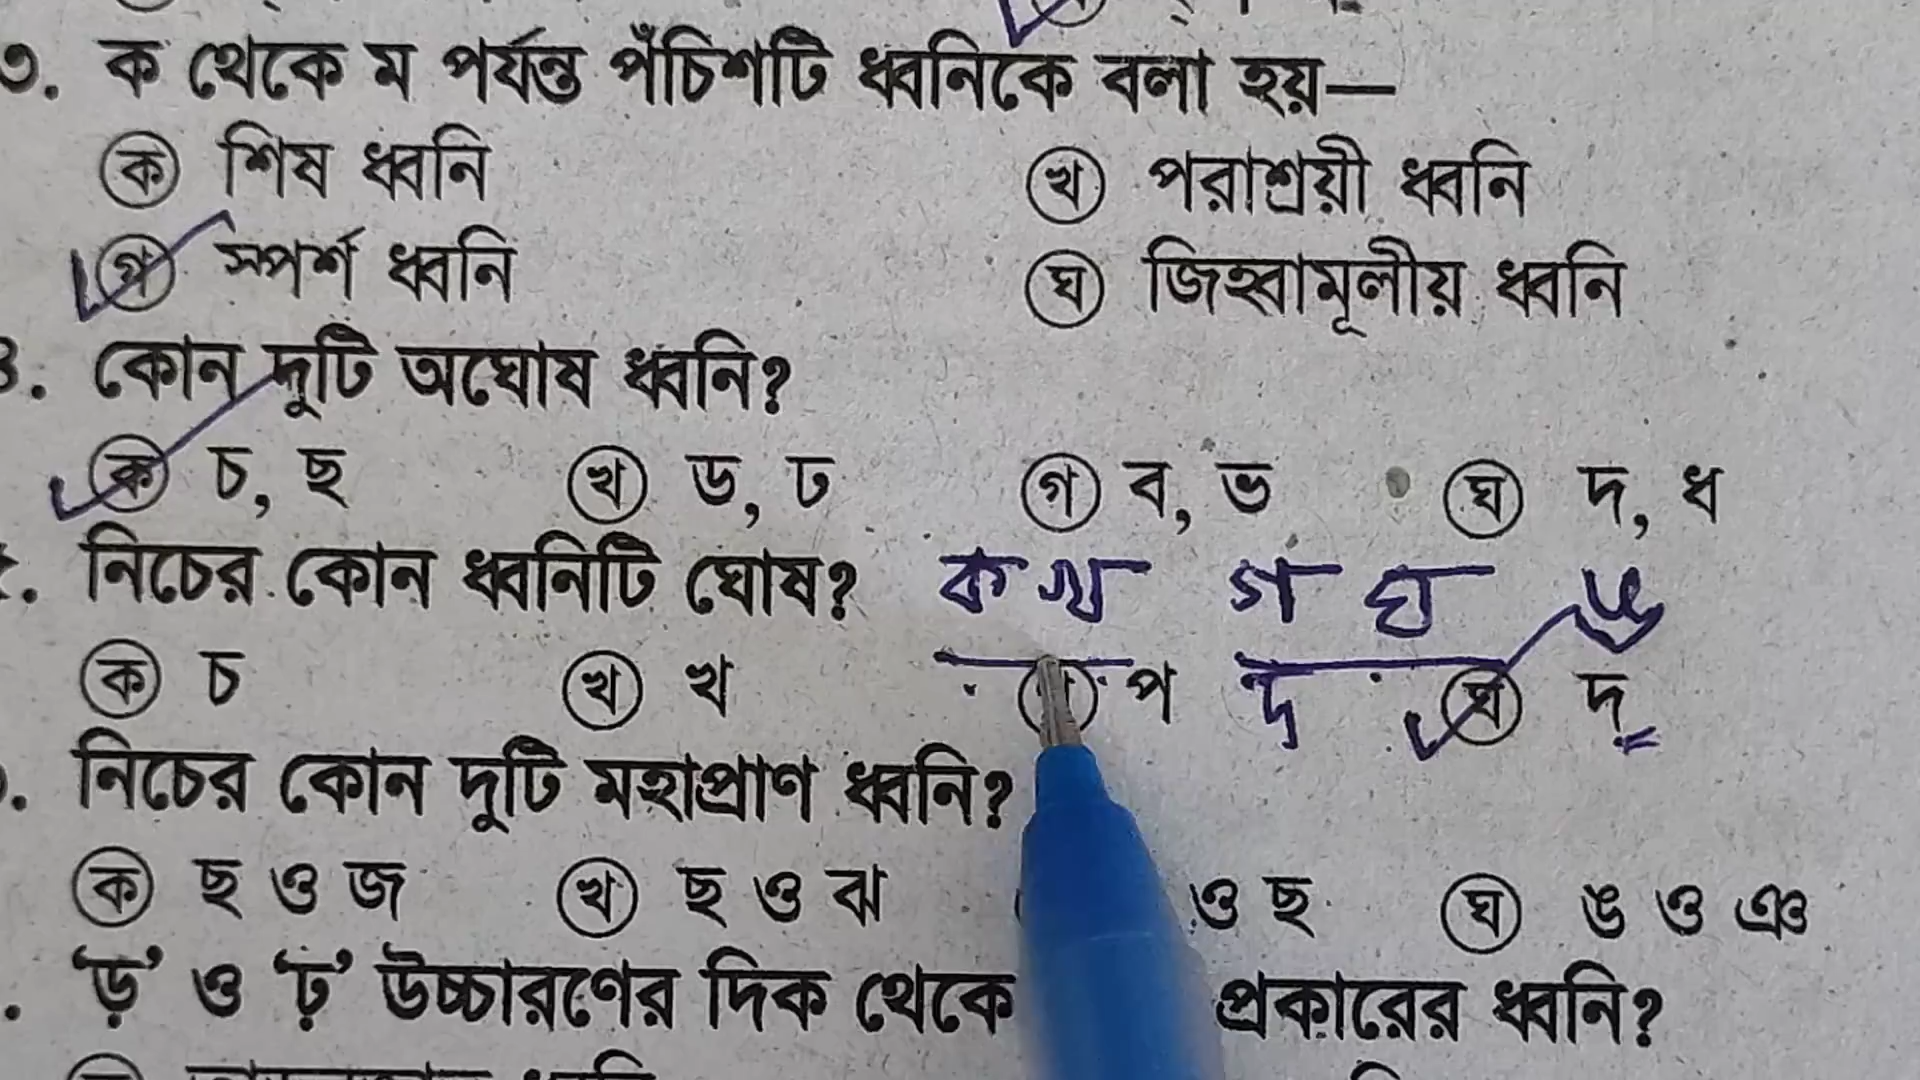 ৩. ক থেকে ম পর্যন্ত পঁচিশটি ধ্বনিকে বলা হয়—
ক শিষ ধ্বনি খ পরাশ্রয়ী ধ্বনি
গ স্পর্শ ধ্বনি ঘ জিহ্বামূলীয় ধ্বনি
৪. কোন দুটি অঘোষ ধ্বনি?
ক চ, ছ খ ড, ঢ গ ব, ভ ঘ দ, ধ
নিচের কোন ধ্বনিটি ঘোষ? ক খ গ ঘ ঙ
ক চ খ খ প দ ঘ দ
নিচের কোন দুটি মহাপ্রাণ ধ্বনি?
ক ছ ও জ খ ছ ও ঝ ও ছ ঘ ঙ ও ঞ
‘ড়’ ও ‘ঢ়’ উচ্চারণের দিক থেকে প্রকারের ধ্বনি?